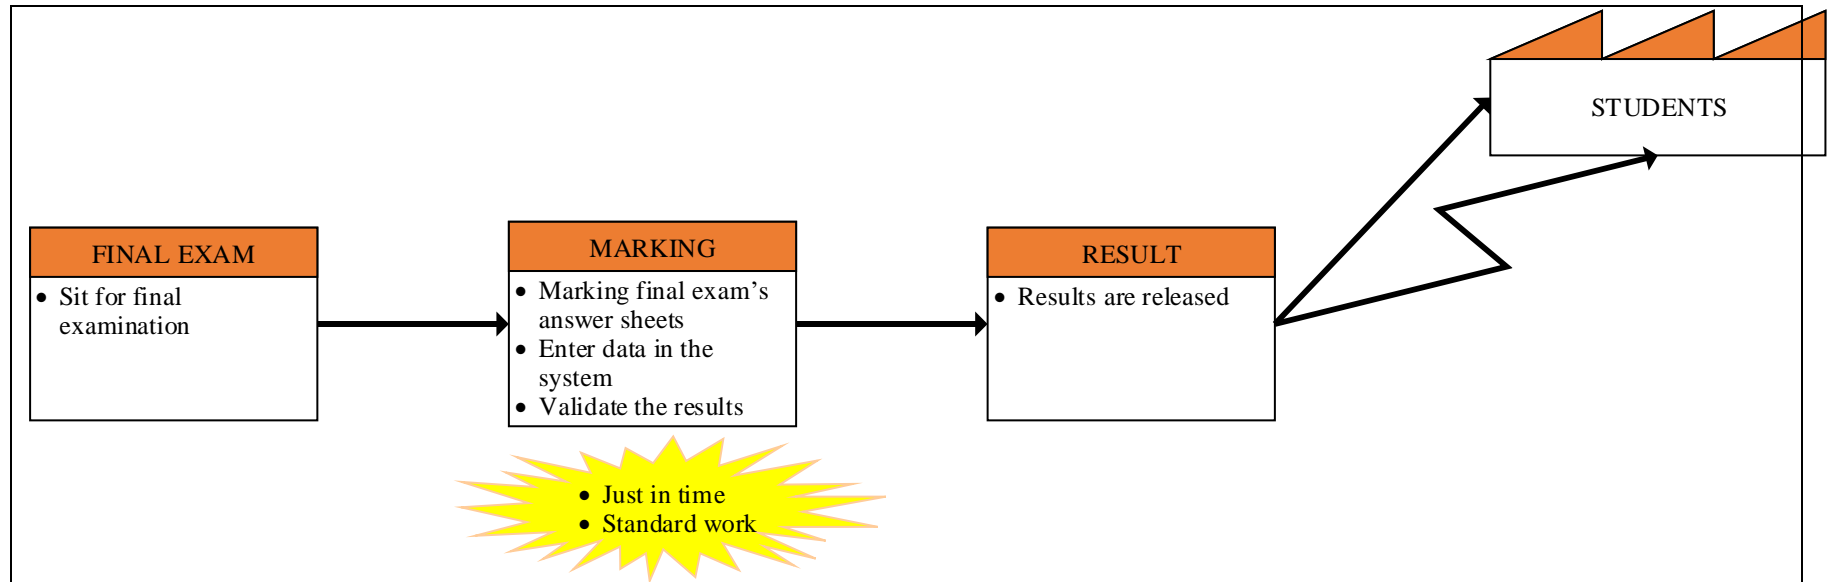 STUDENTS
FINAL EXAM
• Sit for final
examination
MARKING
• Marking final exam’s
answer sheets
• Enter data in the
system
• Validate the results
RESULT
• Results are released
• Just in time
• Standard work